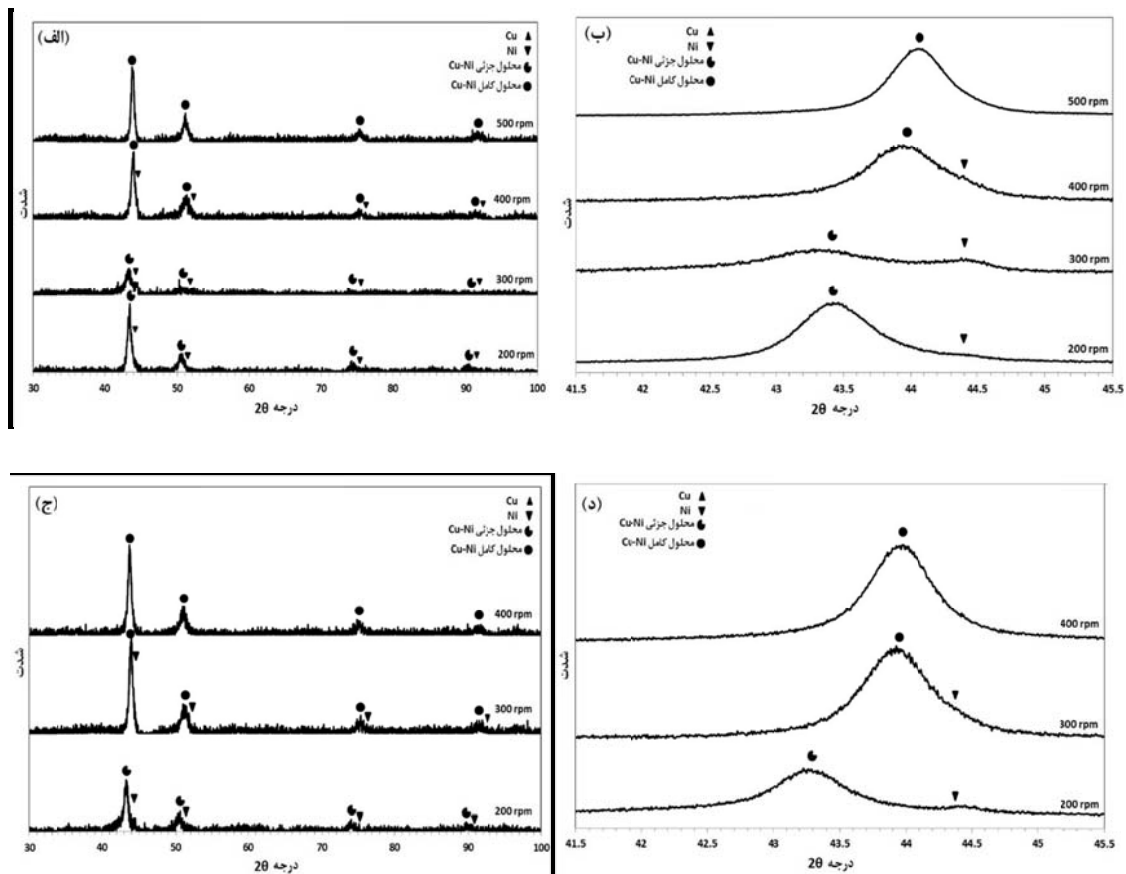 (الف)
Cu ▲
Ni ▼
محلول جزئی Cu-Ni
محلول کامل Cu-Ni ●
500 rpm
400 rpm
300 rpm
200 rpm
شدت
30 40 50 60 70 80 90 100
درجه 2θ
(ب)
Cu ▲
Ni ▼
محلول جزئی Cu-Ni
محلول کامل Cu-Ni ●
500 rpm
400 rpm
300 rpm
200 rpm
شدت
41.5 42 42.5 43 43.5 44 44.5 45 45.5
درجه 2θ
(ج)
Cu ▲
Ni ▼
محلول جزئی Cu-Ni
محلول کامل Cu-Ni ●
400 rpm
300 rpm
200 rpm
شدت
30 40 50 60 70 80 90 100
درجه 2θ
(د)
Cu ▲
Ni ▼
محلول جزئی Cu-Ni
محلول کامل Cu-Ni ●
400 rpm
300 rpm
200 rpm
شدت
41.5 42 42.5 43 43.5 44 44.5 45 45.5
درجه 2θ